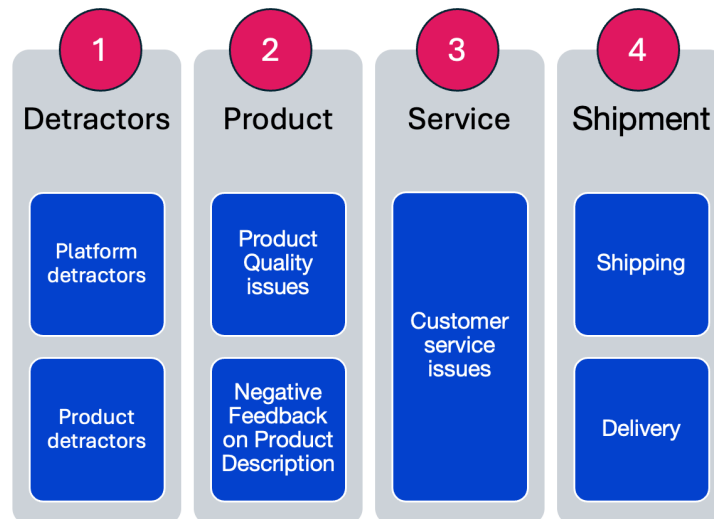 1
2
3
4
Detractors
Product
Service
Shipment
Platform
detractors
Product
detractors
Product
Quality
issues
Negative
Feedback
on Product
Description
Customer
service
issues
Shipping
Delivery